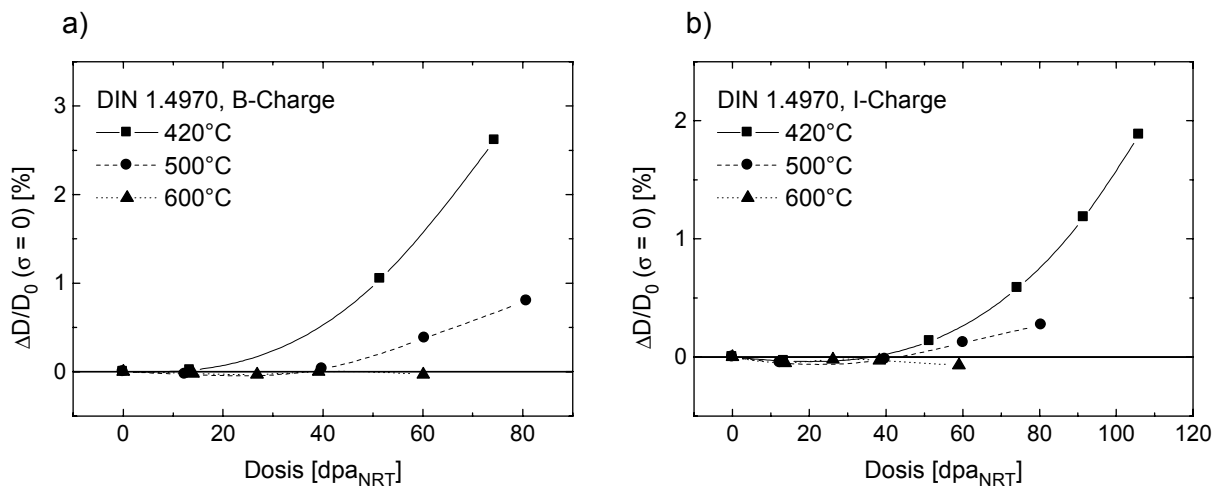 a)
DIN 1.4970, B-Charge
420°C
500°C
600°C
ΔD/D₀ (σ = 0) [%]
3
2
1
0
0 20 40 60 80
Dosis [dpa_NRT]
b)
DIN 1.4970, I-Charge
420°C
500°C
600°C
ΔD/D₀ (σ = 0) [%]
2
1
0
0 20 40 60 80 100 120
Dosis [dpa_NRT]